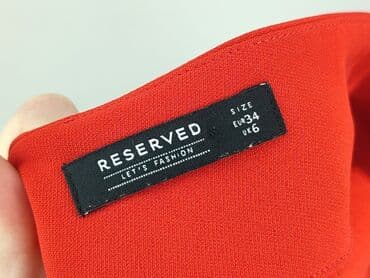 RESERVED
LET'S FASHION
SIZE
EUR34
UK6